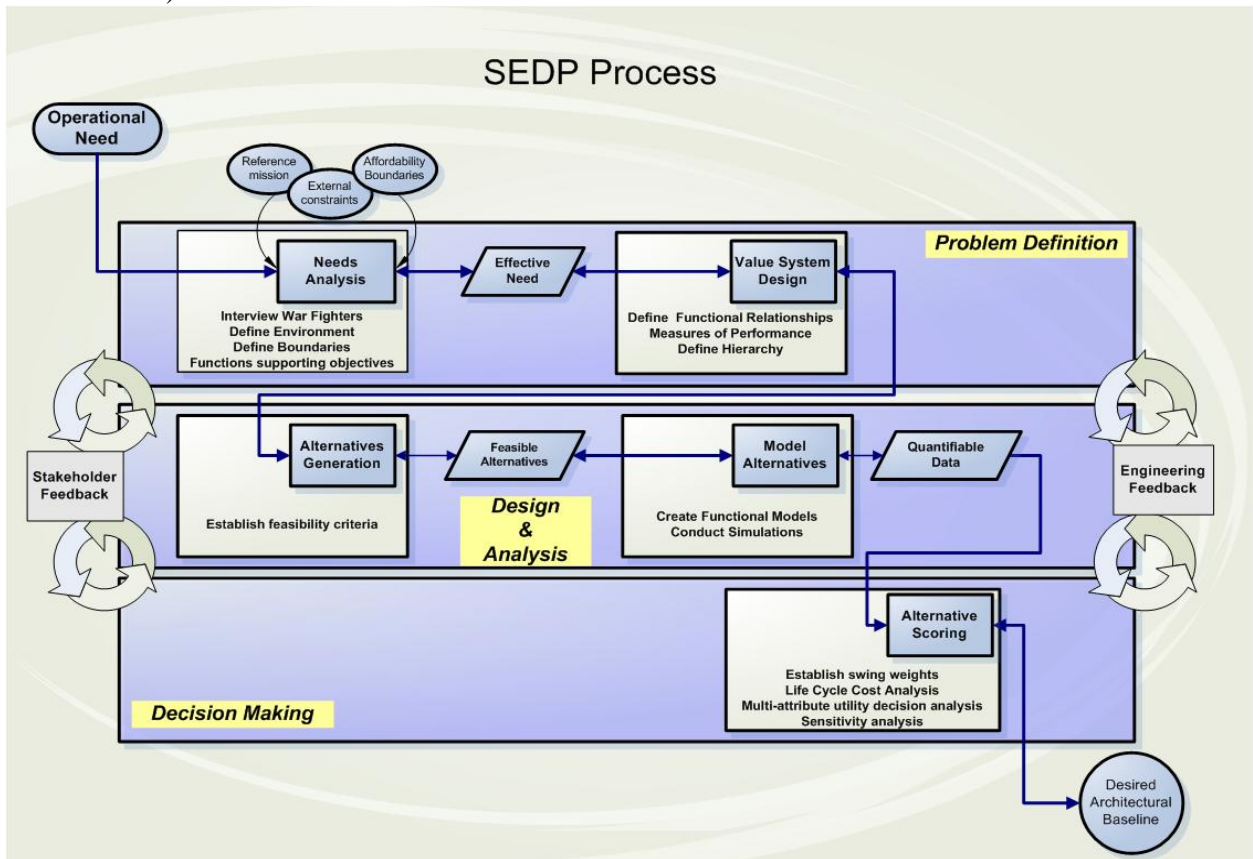 SEDP Process
Operational
Need
Reference
mission
External
constraints
Affordability
Boundaries
Problem Definition
Needs
Analysis
Interview War Fighters
Define Environment
Define Boundaries
Functions supporting objectives
Effective
Need
Value System
Design
Define Functional Relationships
Measures of Performance
Define Hierarchy
Stakeholder
Feedback
Alternatives
Generation
Establish feasibility criteria
Feasible
Alternatives
Design
&
Analysis
Model
Alternatives
Create Functional Models
Conduct Simulations
Quantifiable
Data
Engineering
Feedback
Alternative
Scoring
Establish swing weights
Life Cycle Cost Analysis
Multi-attribute utility decision analysis
Sensitivity analysis
Decision Making
Desired
Architectural
Baseline